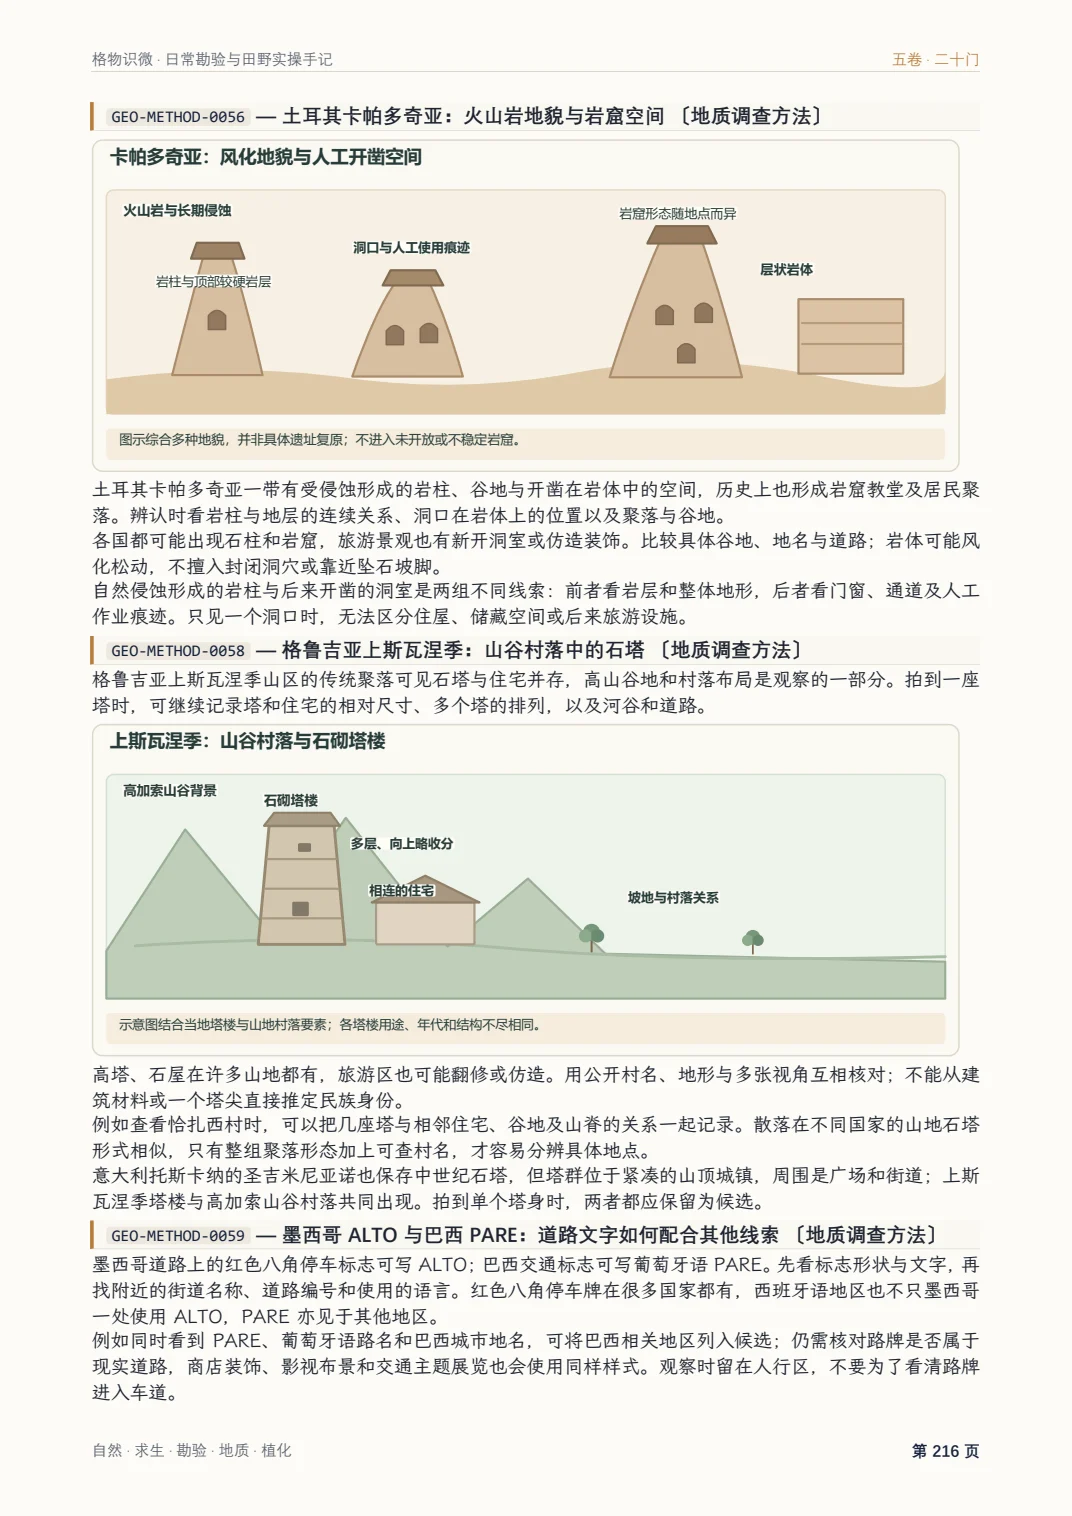 格物识微 · 日常勘验与田野实操手记
五卷 · 二十门
GEO-METHOD-0056 — 土耳其卡帕多奇亚：火山岩地貌与岩窟空间 〔地质调查方法〕
卡帕多奇亚：风化地貌与人工开凿空间
火山岩与长期侵蚀
岩窟形态随地点而异
洞口与人工使用痕迹
层状岩体
岩柱与顶部较硬岩层
图示综合多种地貌，并非具体遗址复原；不进入未开放或不稳定岩窟。
土耳其卡帕多奇亚一带有受侵蚀形成的岩柱、谷地与开凿在岩体中的空间，历史上也形成岩窟教堂及居民聚
落。辨认时看岩柱与地层的连续关系、洞口在岩体上的位置以及聚落与谷地。
各国都可能出现石柱和岩窟，旅游景观也有新开洞室或仿造装饰。比较具体谷地、地名与道路；岩体可能风
化松动，不擅入封闭洞穴或靠近坠石坡脚。
自然侵蚀形成的岩柱与后来开凿的洞室是两组不同线索：前者看岩层和整体地形，后者看门窗、通道及人工
作业痕迹。只见一个洞口时，无法区分住屋、储藏空间或后来旅游设施。
GEO-METHOD-0058 — 格鲁吉亚上斯瓦涅季：山谷村落中的石塔 〔地质调查方法〕
格鲁吉亚上斯瓦涅季山区的传统聚落可见石塔与住宅并存，高山谷地和村落布局是观察的一部分。拍到一座
塔时，可继续记录塔和住宅的相对尺寸、多个塔的排列，以及河谷和道路。
上斯瓦涅季：山谷村落与石砌塔楼
高加索山谷背景
石砌塔楼
多层、向上略收分
相连的住宅
坡地与村落关系
示意图结合当地塔楼与山地村落要素；各塔楼用途、年代和结构不尽相同。
高塔、石屋在许多山地都有，旅游区也可能翻修或仿造。用公开村名、地形与多张视角互相核对；不能从建
筑材料或一个塔尖直接推定民族身份。
例如查看恰扎西村时，可以把几座塔与相邻住宅、谷地及山脊的关系一起记录。散落在不同国家的山地石塔
形式相似，只有整组聚落形态加上可查村名，才容易分辨具体地点。
意大利托斯卡纳的圣吉米尼亚诺也保存中世纪石塔，但塔群位于紧凑的山顶城镇，周围是广场和街道；上斯
瓦涅季塔楼与高加索山谷村落共同出现。拍到单个塔身时，两者都应保留为候选。
GEO-METHOD-0059 — 墨西哥 ALTO 与巴西 PARE：道路文字如何配合其他线索 〔地质调查方法〕
墨西哥道路上的红色八角停车标志可写 ALTO；巴西交通标志可写葡萄牙语 PARE。先看标志形状与文字，再
找附近的街道名称、道路编号和使用的语言。红色八角停车牌在很多国家都有，西班牙语地区也不只墨西哥
一处使用 ALTO，PARE 亦见于其他地区。
例如同时看到 PARE、葡萄牙语路名和巴西城市地名，可将巴西相关地区列入候选；仍需核对路牌是否属于
现实道路，商店装饰、影视布景和交通主题展览也会使用同样样式。观察时留在人行区，不要为了看清路牌
进入车道。
自然 · 求生 · 勘验 · 地质 · 植化
第 216 页